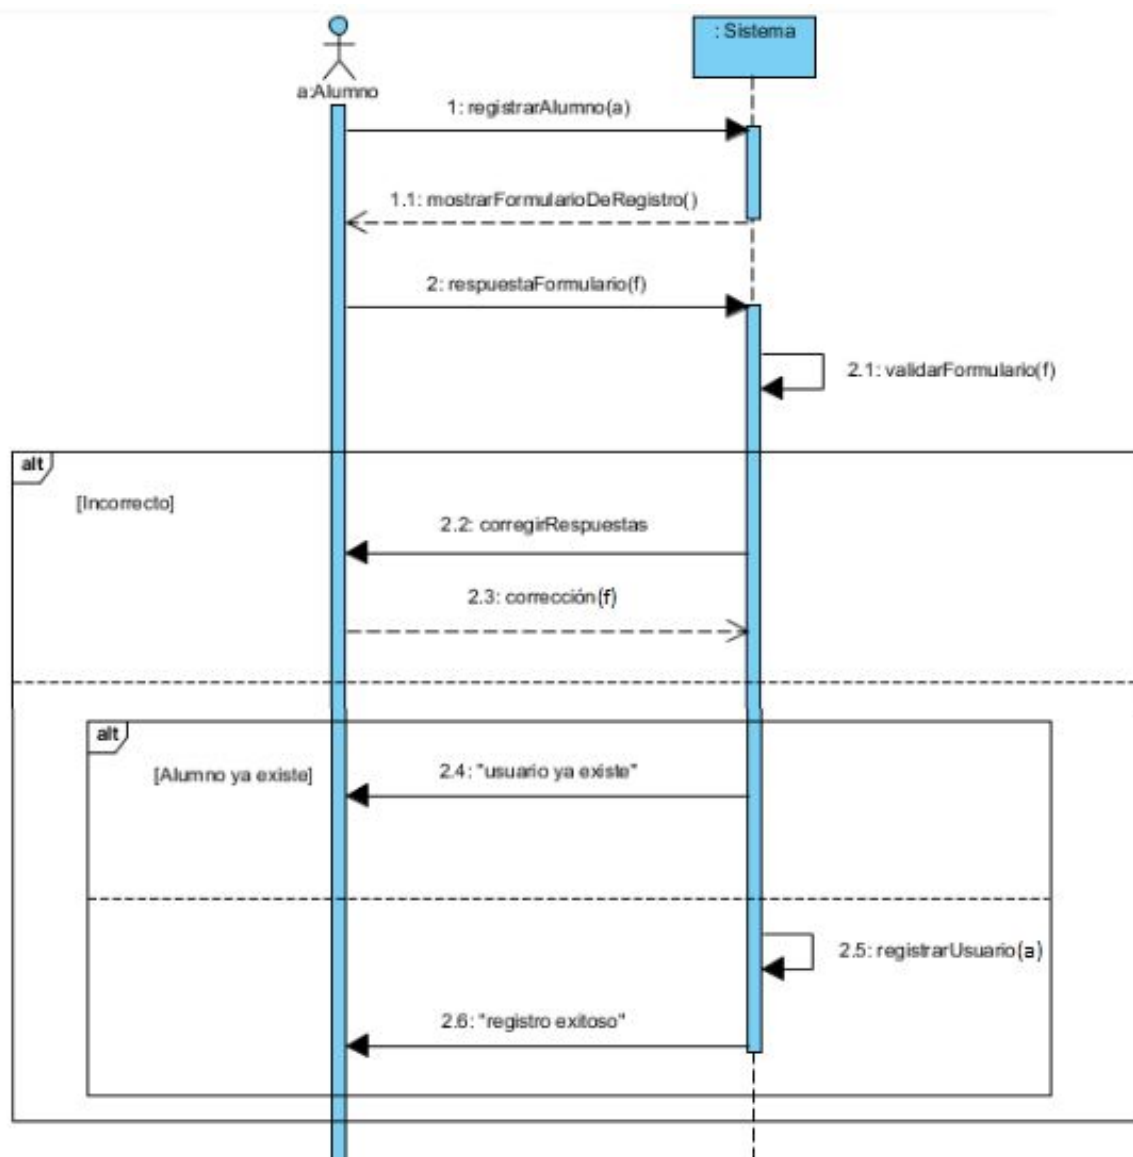 : Sistema
a:Alumno
1: registrarAlumno(a)
1.1: mostrarFormularioDeRegistro()
2: respuestaFormulario(f)
2.1: validarFormulario(f)
alt
[Incorrecto]
2.2: corregirRespuestas
2.3: corrección(f)
alt
[Alumno ya existe]
2.4: "usuario ya existe"
2.5: registrarUsuario(a)
2.6: "registro exitoso"